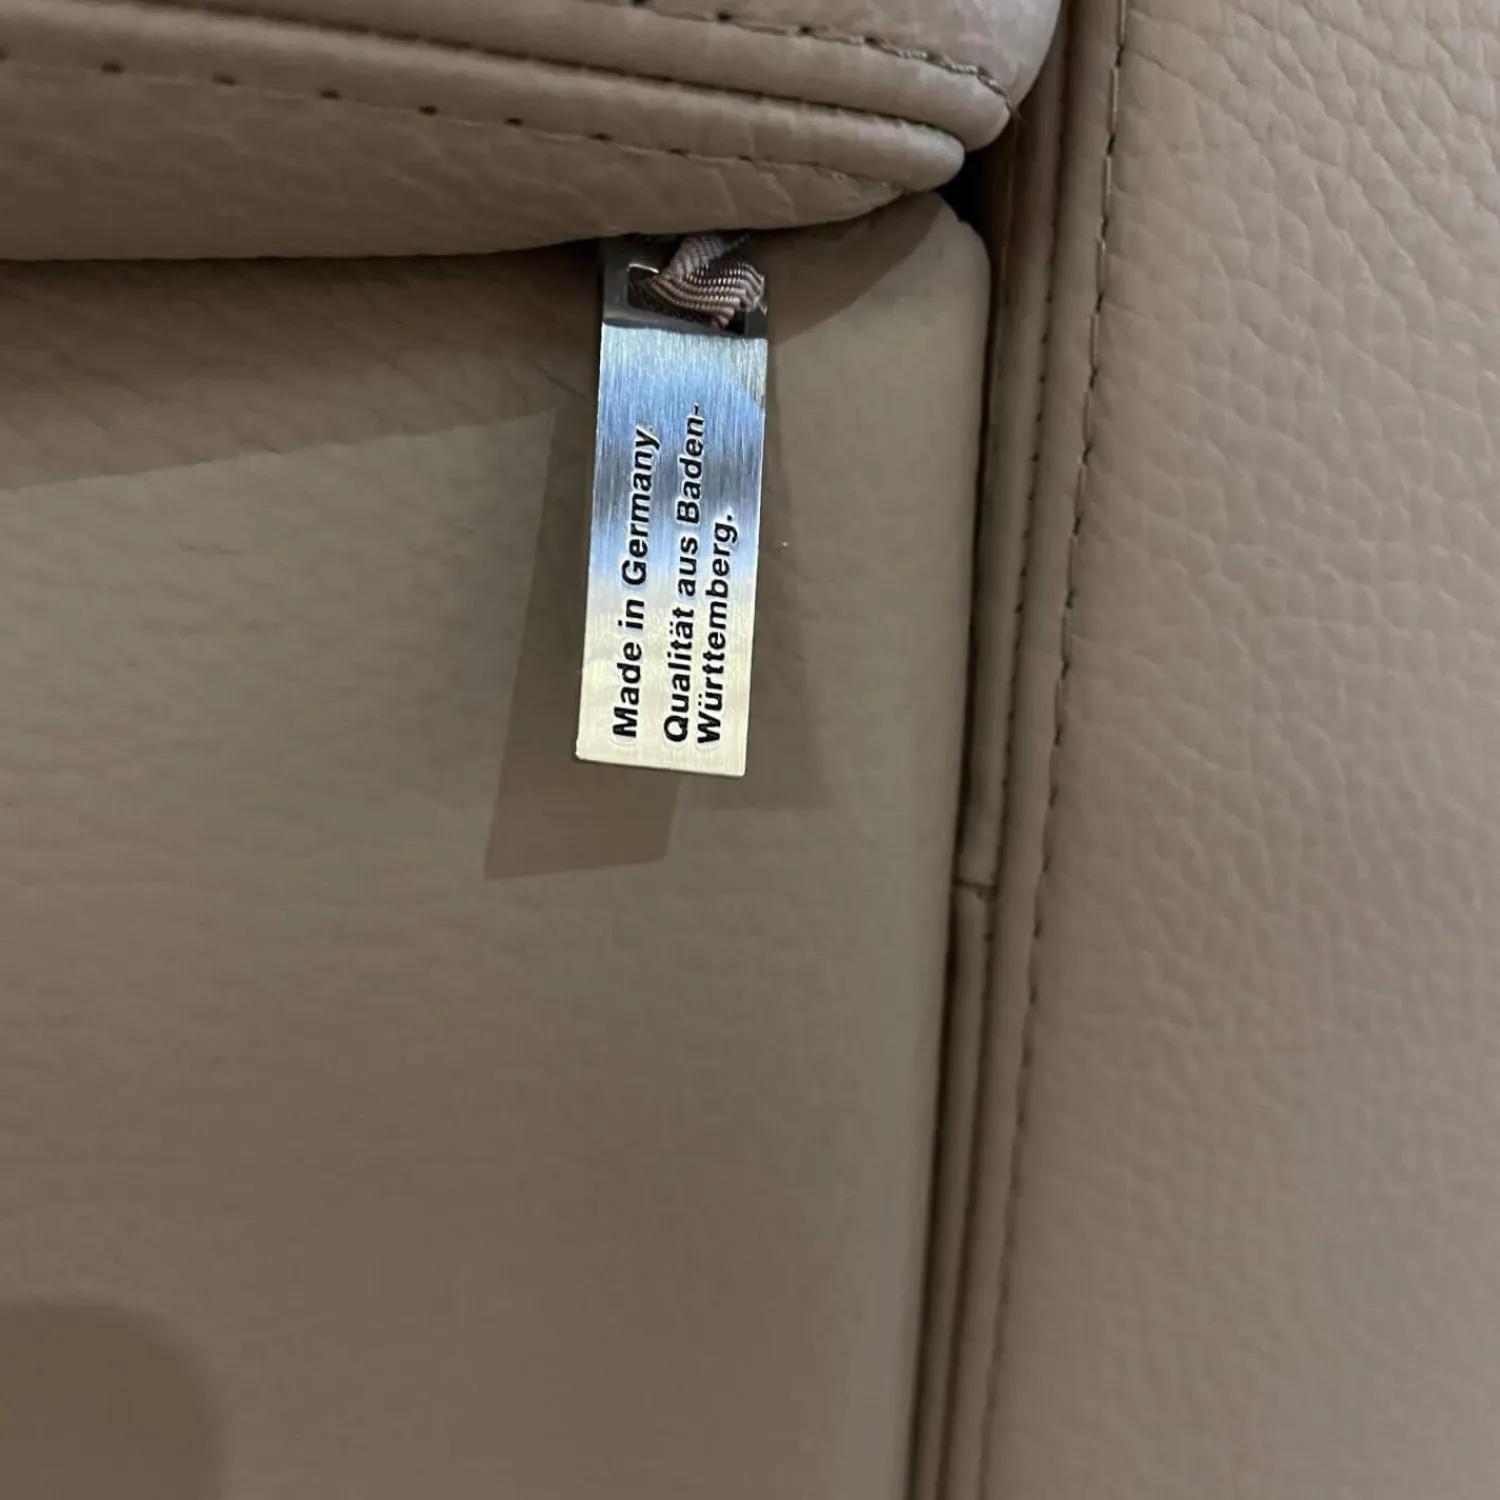 Made in Germany.
Qualität aus Baden-
Württemberg.